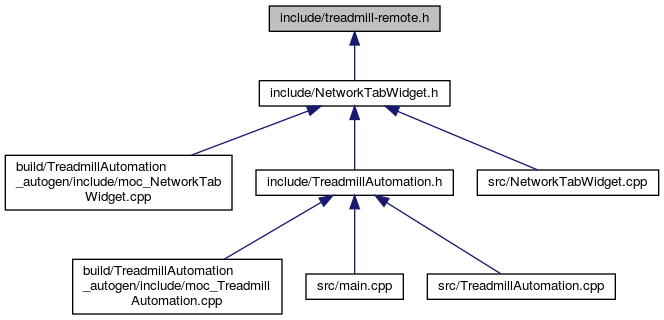 include/treadmill-remote.h
include/NetworkTabWidget.h
build/TreadmillAutomation
_autogen/include/moc_NetworkTab
Widget.cpp
include/TreadmillAutomation.h
src/NetworkTabWidget.cpp
build/TreadmillAutomation
_autogen/include/moc_Treadmill
Automation.cpp
src/main.cpp
src/TreadmillAutomation.cpp